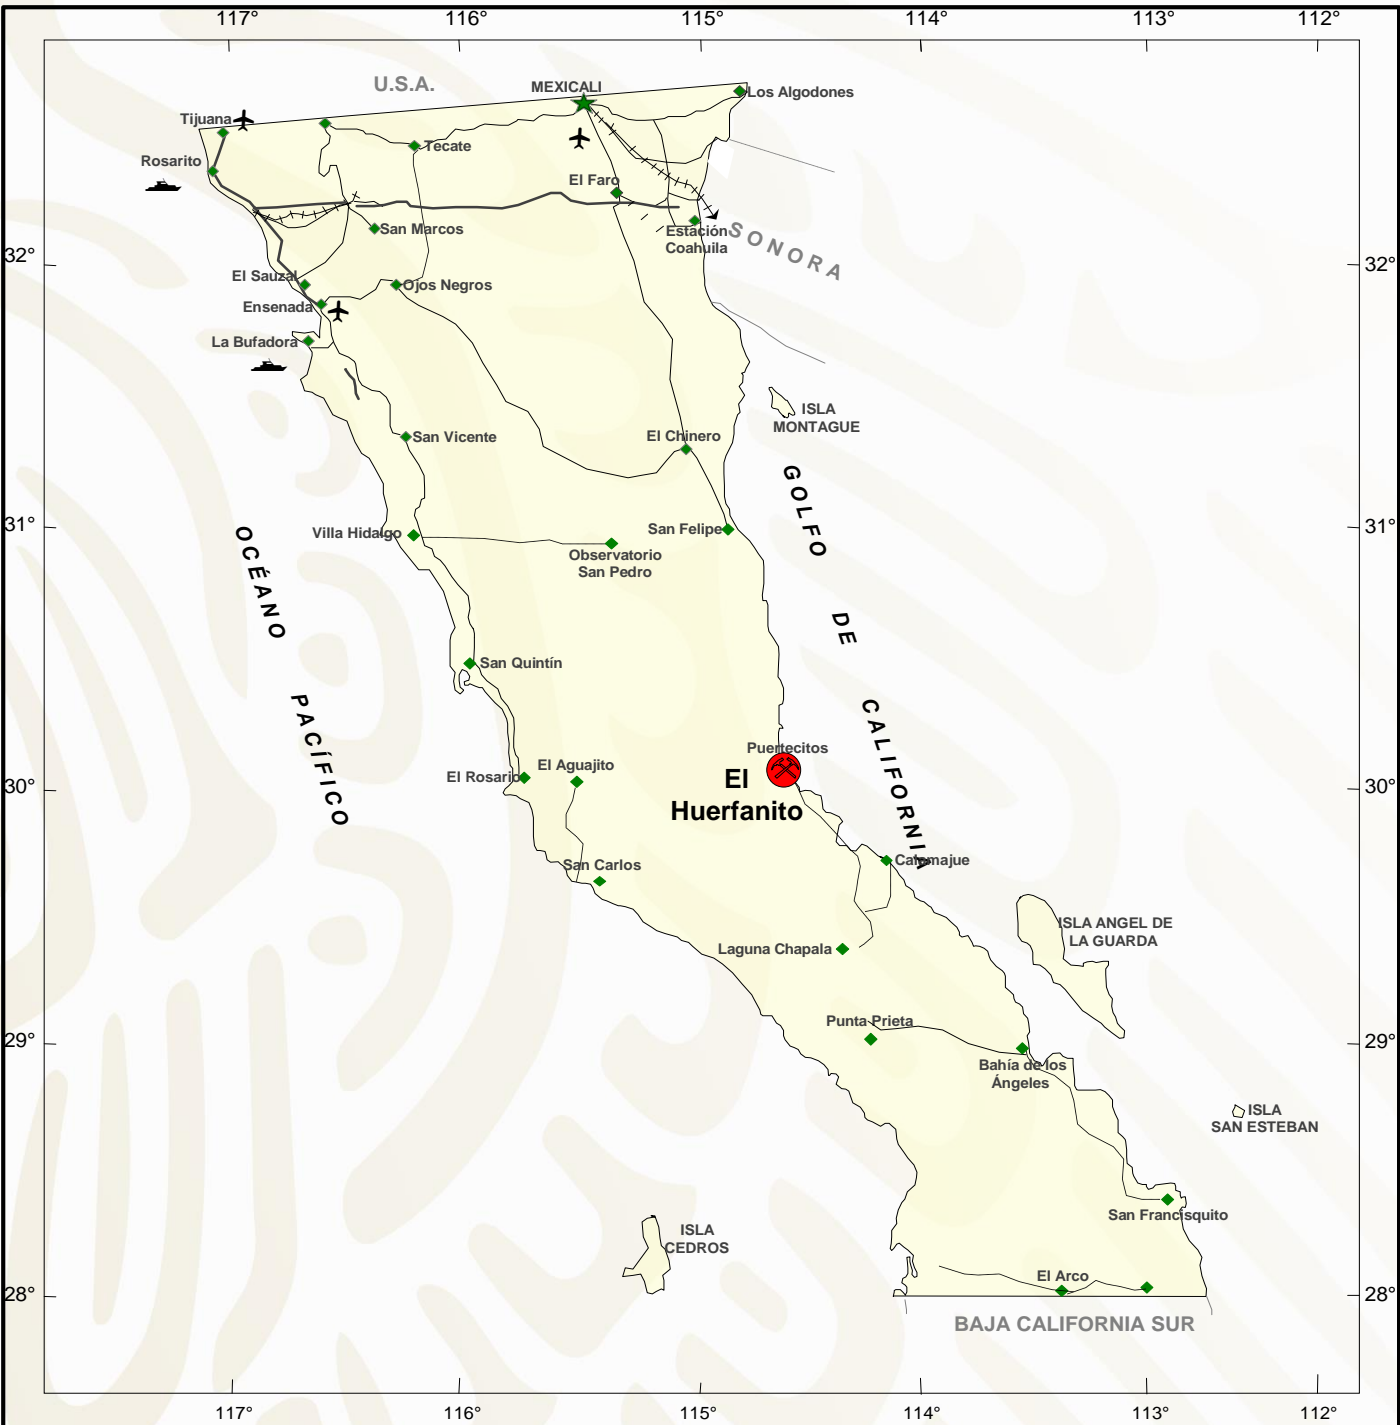 117°
116°
115°
114°
113°
112°
U.S.A.
MEXICALI
Los Algodones
Tijuana
Tecate
Rosarito
El Faro
San Marcos
Estación
Coahuila
SONORA
32°
32°
El Sauzal
Ojos Negros
Ensenada
La Bufadora
ISLA
MONTAGUE
San Vicente
El Chinero
GOLFO DE CALIFORNIA
31°
31°
Villa Hidalgo
San Felipe
Observatorio
San Pedro
OCÉANO PACÍFICO
San Quintín
Puertecitos
El Rosario
El Aguajito
30°
30°
El
Huerfanito
San Carlos
Calamajue
ISLA ANGEL DE
LA GUARDA
Laguna Chapala
Punta Prieta
29°
29°
Bahía de los
Ángeles
ISLA
SAN ESTEBAN
San Francisquito
ISLA
CEDROS
El Arco
28°
28°
BAJA CALIFORNIA SUR
117°
116°
115°
114°
113°
112°